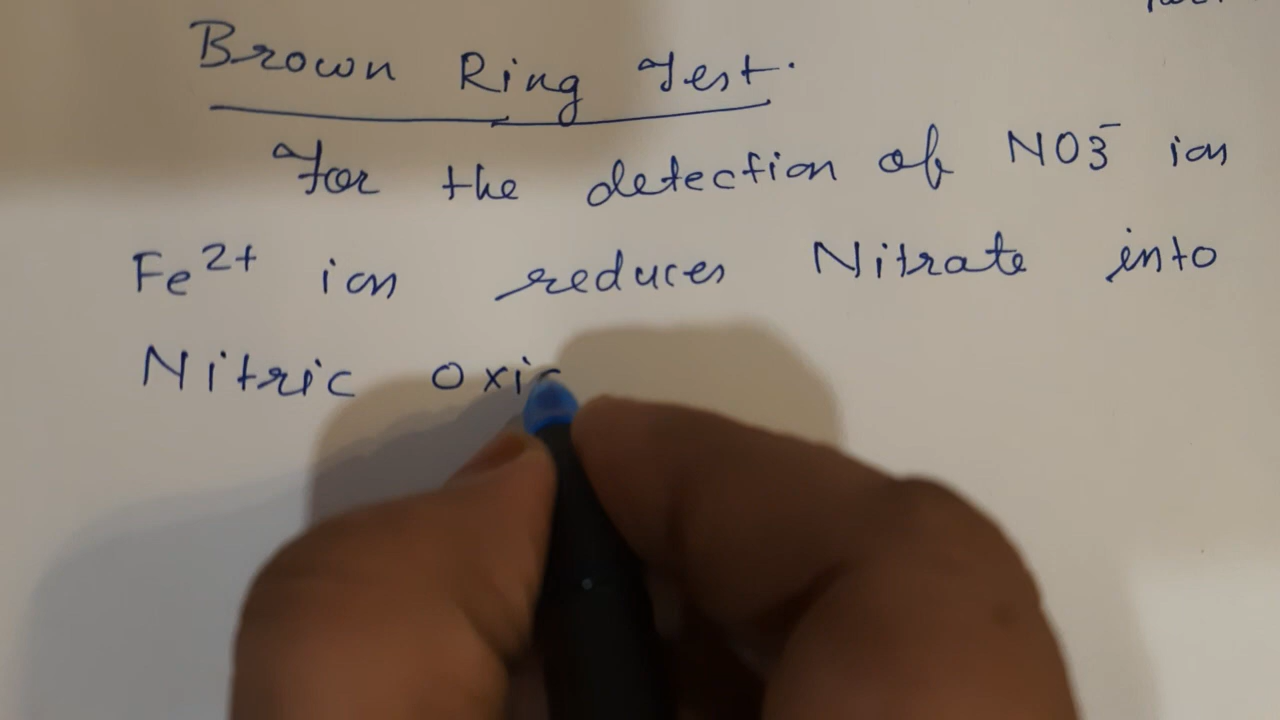 Brown Ring Test.
For the detection of NO3⁻ ion
Fe²⁺ ion reduces Nitrate into
Nitric oxi